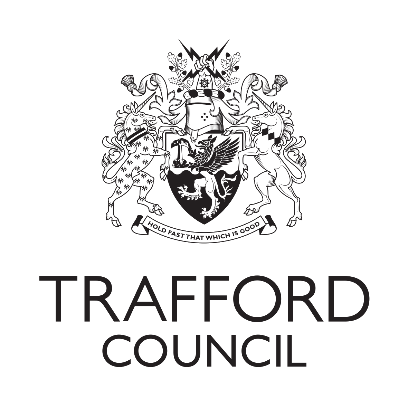 HOLD FAST THAT WHICH IS GOOD
TRAFFORD
COUNCIL